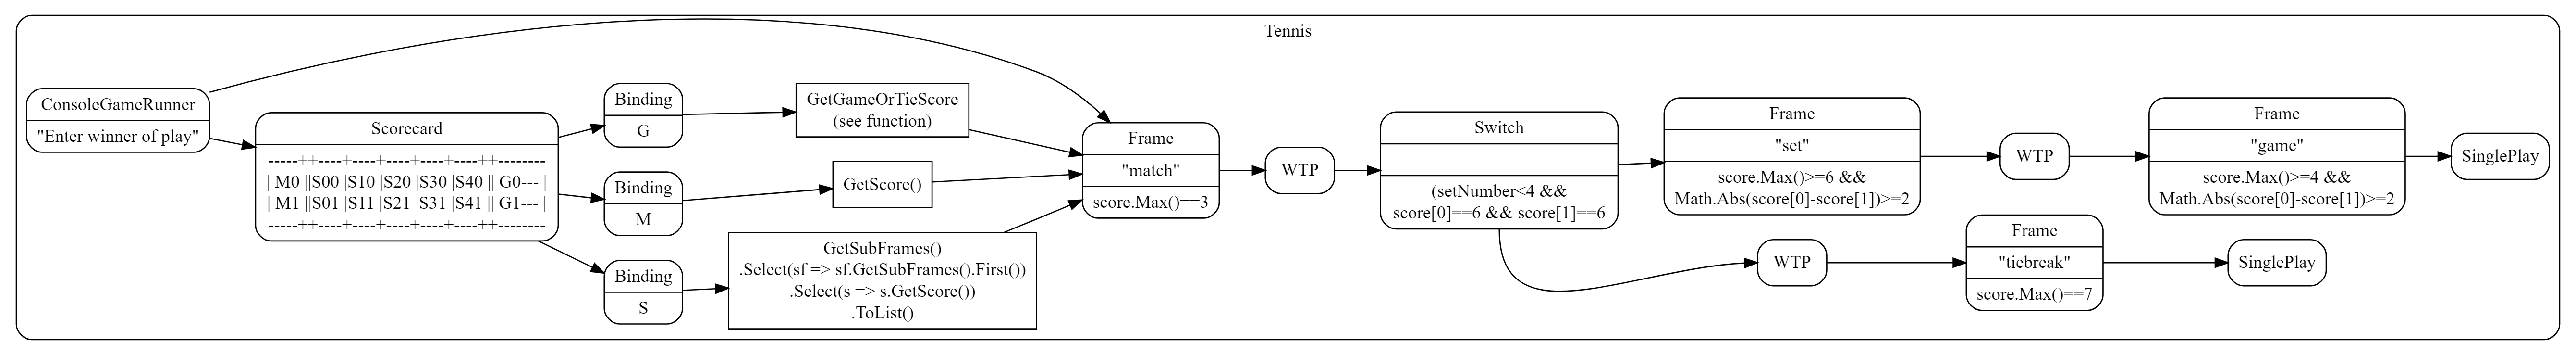 Tennis
ConsoleGameRunner
"Enter winner of play"
Scorecard
-----++----+----+----+----+----++--------
| M0 ||S00 |S10 |S20 |S30 |S40 || G0--- |
| M1 ||S01 |S11 |S21 |S31 |S41 || G1--- |
-----++----+----+----+----+----++--------
Binding
G
Binding
M
Binding
S
GetGameOrTieScore
(see function)
GetScore()
GetSubFrames()
.Select(sf => sf.GetSubFrames().First())
.Select(s => s.GetScore())
.ToList()
Frame
"match"
score.Max()==3
WTP
Switch
(setNumber<4 &&
score[0]==6 && score[1]==6
Frame
"set"
score.Max()>=6 &&
Math.Abs(score[0]-score[1])>=2
WTP
Frame
"game"
score.Max()>=4 &&
Math.Abs(score[0]-score[1])>=2
SinglePlay
WTP
Frame
"tiebreak"
score.Max()==7
SinglePlay